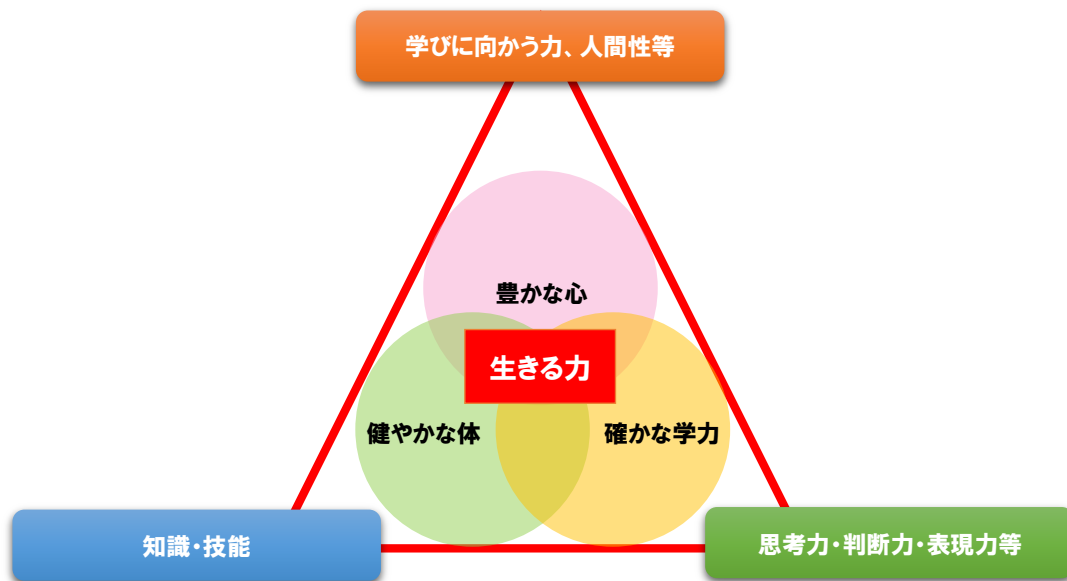 学びに向かう力、人間性等
豊かな心
生きる力
健やかな体
確かな学力
知識・技能
思考力・判断力・表現力等